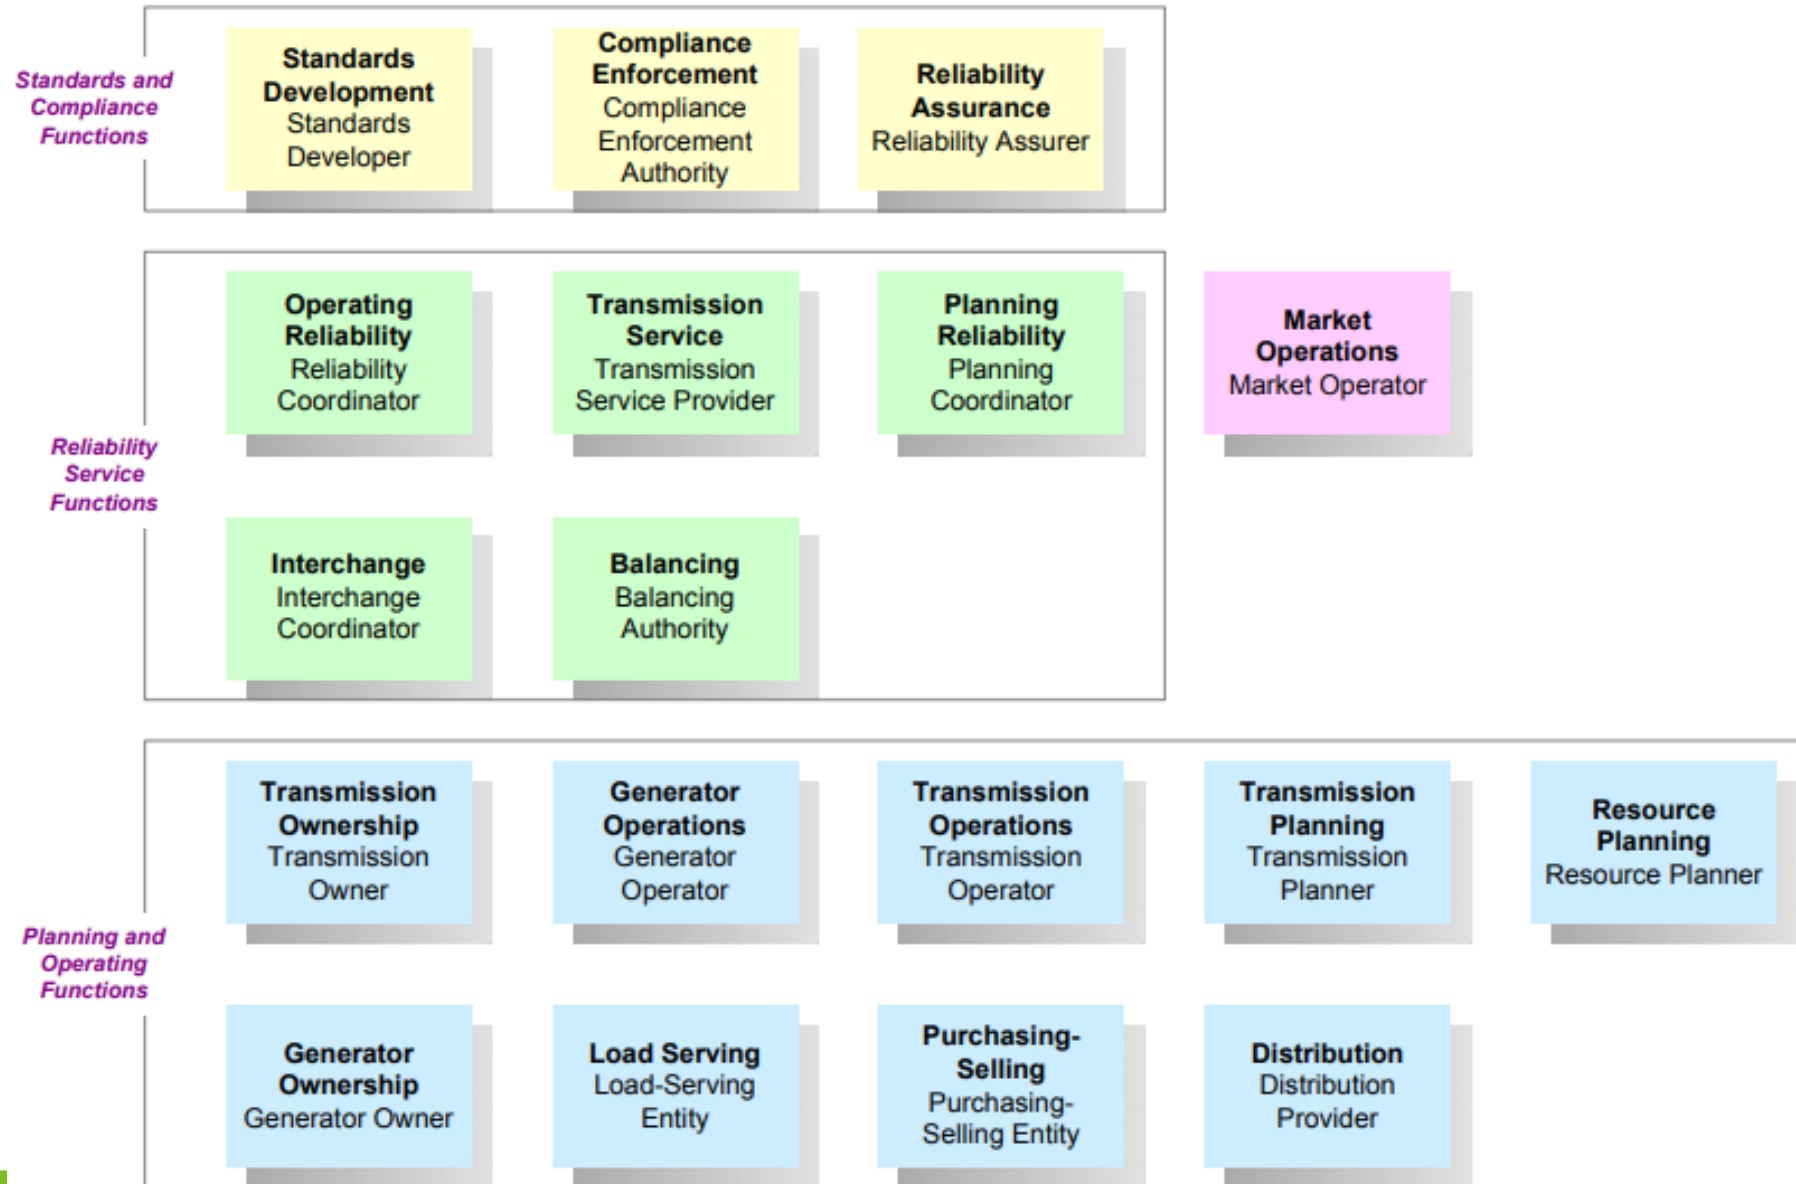 Standards and
Compliance
Functions
Standards
Development
Standards
Developer
Compliance
Enforcement
Compliance
Enforcement
Authority
Reliability
Assurance
Reliability Assurer
Reliability
Service
Functions
Operating
Reliability
Reliability
Coordinator
Transmission
Service
Transmission
Service Provider
Planning
Reliability
Planning
Coordinator
Market
Operations
Market Operator
Interchange
Interchange
Coordinator
Balancing
Balancing
Authority
Planning and
Operating
Functions
Transmission
Ownership
Transmission
Owner
Generator
Operations
Generator
Operator
Transmission
Operations
Transmission
Operator
Transmission
Planning
Transmission
Planner
Resource
Planning
Resource Planner
Generator
Ownership
Generator Owner
Load Serving
Load-Serving
Entity
Purchasing-
Selling
Purchasing-
Selling Entity
Distribution
Distribution
Provider